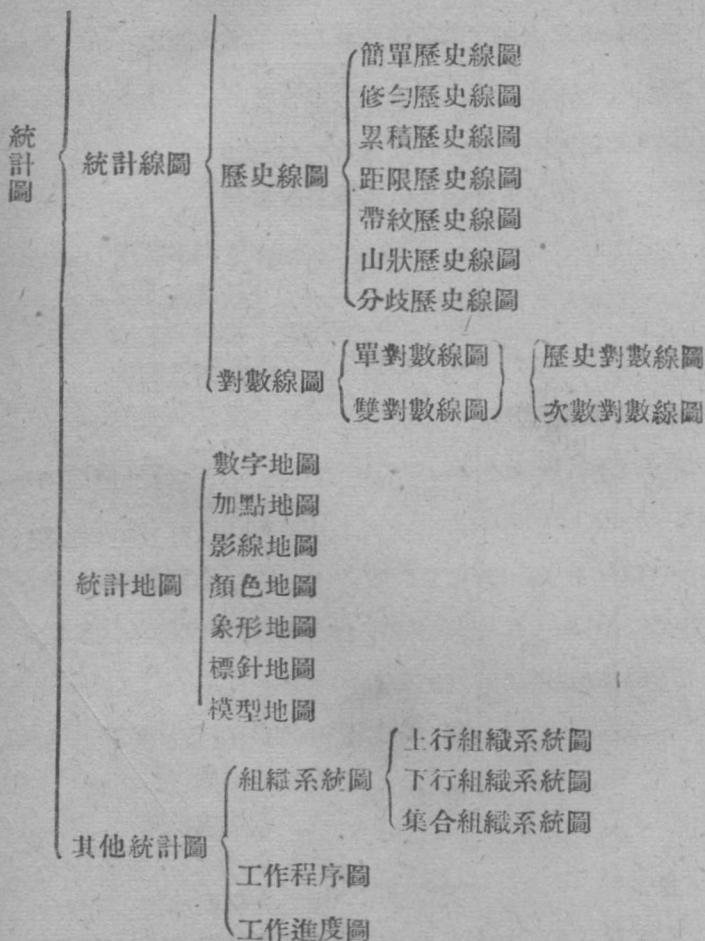 統計圖
統計線圖
歷史線圖
簡單歷史線圖
修勻歷史線圖
累積歷史線圖
距限歷史線圖
帶紋歷史線圖
山狀歷史線圖
分歧歷史線圖
對數線圖
單對數線圖
雙對數線圖
歷史對數線圖
次數對數線圖
統計地圖
數字地圖
加點地圖
影線地圖
顏色地圖
象形地圖
標針地圖
模型地圖
其他統計圖
組織系統圖
上行組織系統圖
下行組織系統圖
集合組織系統圖
工作程序圖
工作進度圖